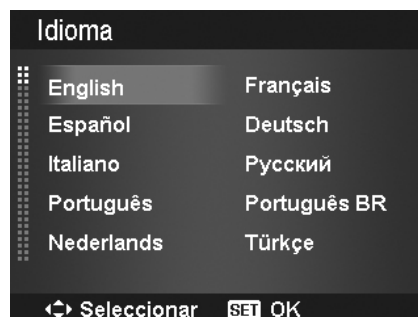 Idioma
English Français
Español Deutsch
Italiano Русский
Português Português BR
Nederlands Türkçe
Seleccionar SET OK